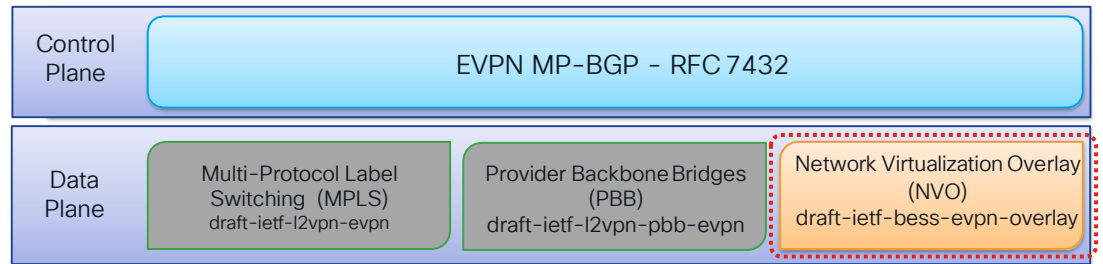 Control
Plane
EVPN MP-BGP - RFC 7432
Data
Plane
Multi-Protocol Label
Switching (MPLS)
draft-ietf-l2vpn-evpn
Provider Backbone Bridges
(PBB)
draft-ietf-l2vpn-pbb-evpn
Network Virtualization Overlay
(NVO)
draft-ietf-bess-evpn-overlay